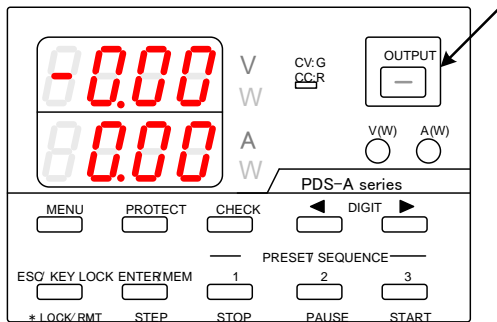 -0.00 V W
CV:G
CC:R
OUTPUT
0.00 A W
V(W) A(W)
PDS-A series
MENU PROTECT CHECK ◀ DIGIT ▶
PRESET/ SEQUENCE
ESC/ KEY LOCK ENTER/MEM 1 2 3
* LOCK/ RMT STEP STOP PAUSE START